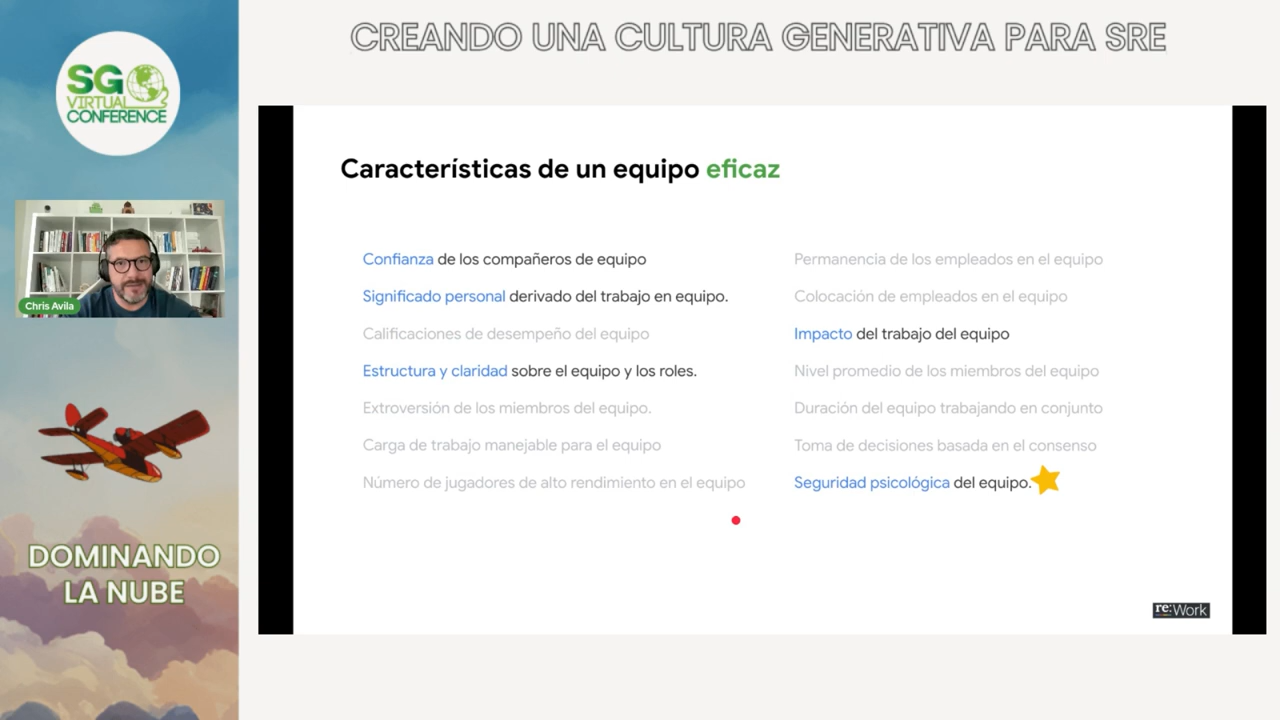 CREANDO UNA CULTURA GENERATIVA PARA SRE
SG
VIRTUAL
CONFERENCE
Chris Avila
DOMINANDO
LA NUBE
Características de un equipo eficaz
Confianza de los compañeros de equipo
Significado personal derivado del trabajo en equipo.
Calificaciones de desempeño del equipo
Estructura y claridad sobre el equipo y los roles.
Extroversión de los miembros del equipo.
Carga de trabajo manejable para el equipo
Número de jugadores de alto rendimiento en el equipo
Permanencia de los empleados en el equipo
Colocación de empleados en el equipo
Impacto del trabajo del equipo
Nivel promedio de los miembros del equipo
Duración del equipo trabajando en conjunto
Toma de decisiones basada en el consenso
Seguridad psicológica del equipo.
re:Work